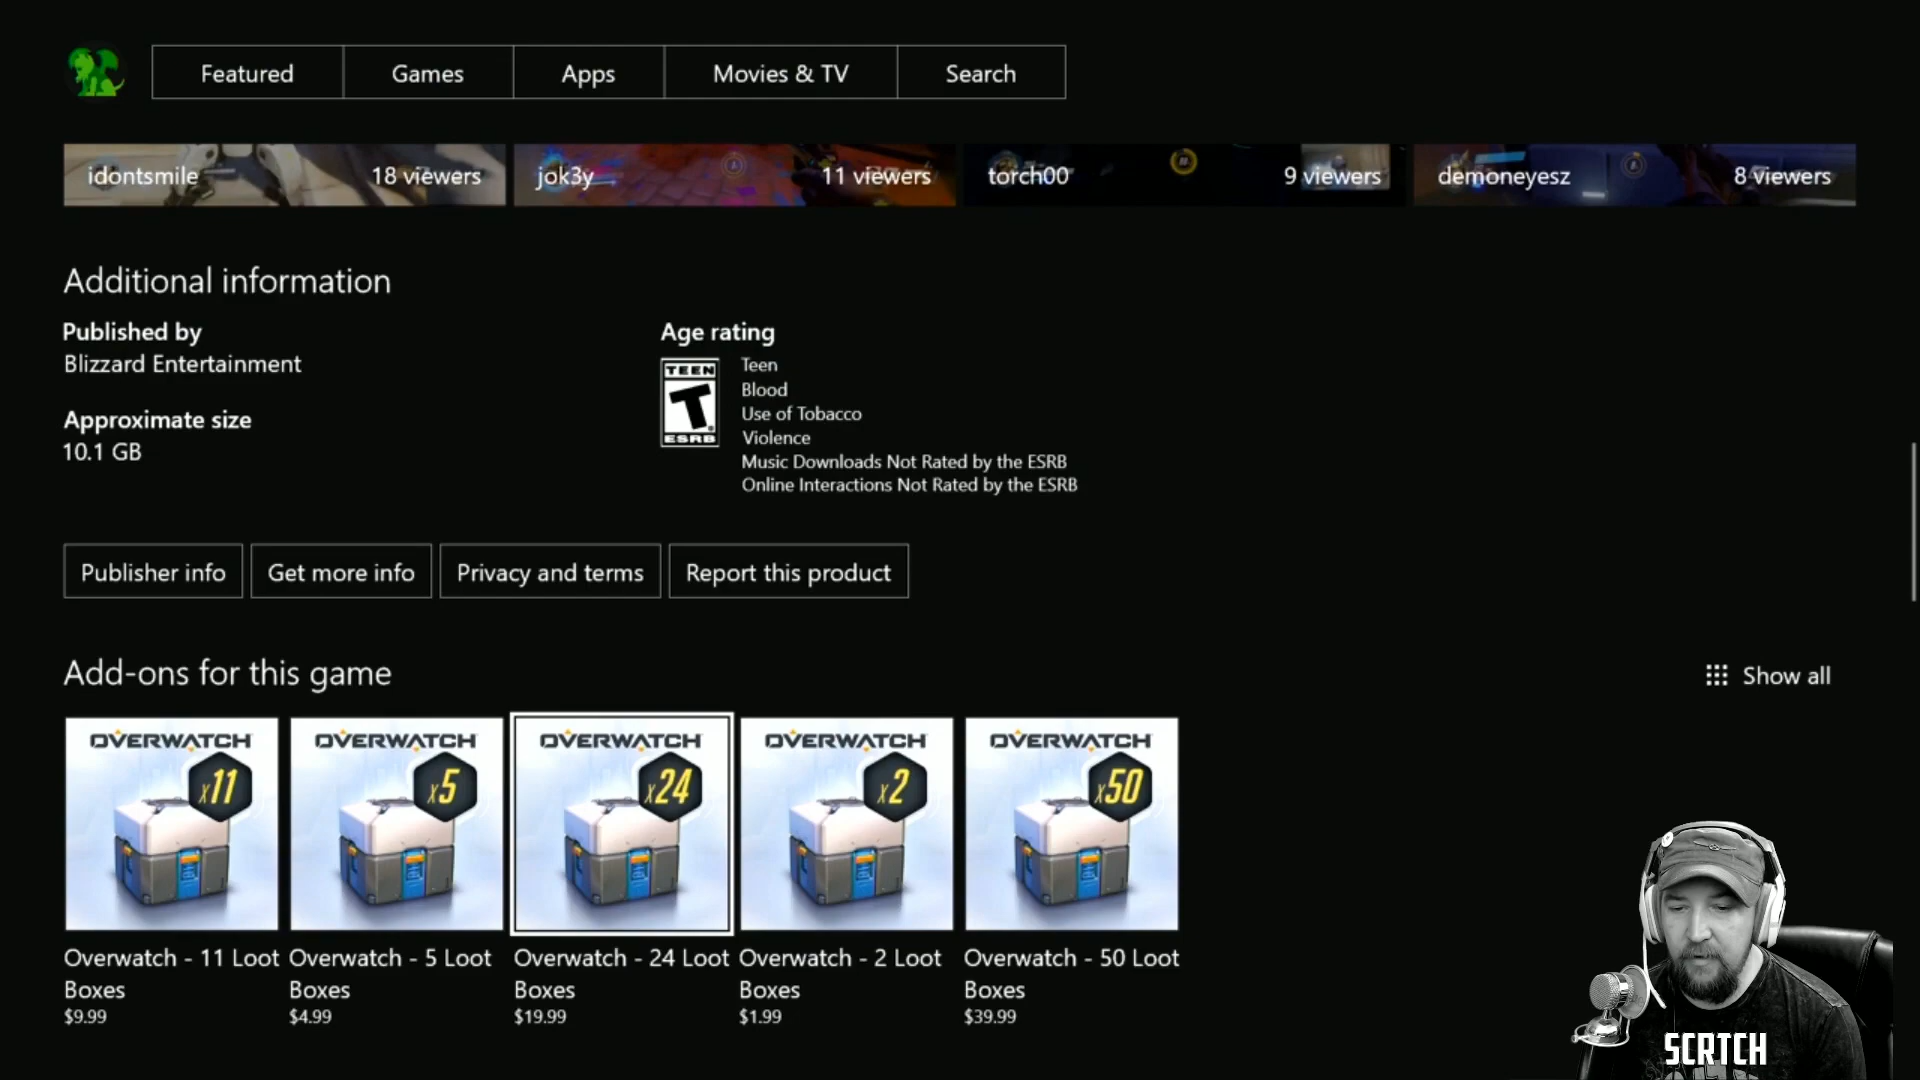 Featured
Games
Apps
Movies & TV
Search
idontsmile
18 viewers
jok3y
11 viewers
torch00
9 viewers
demoneyesz
8 viewers
Additional information
Published by
Blizzard Entertainment
Approximate size
10.1 GB
Age rating
TEEN
T
ESRB
Teen
Blood
Use of Tobacco
Violence
Music Downloads Not Rated by the ESRB
Online Interactions Not Rated by the ESRB
Publisher info
Get more info
Privacy and terms
Report this product
Add-ons for this game
Show all
OVERWATCH
x11
Overwatch - 11 Loot
Boxes
$9.99
OVERWATCH
x5
Overwatch - 5 Loot
Boxes
$4.99
OVERWATCH
x24
Overwatch - 24 Loot
Boxes
$19.99
OVERWATCH
x2
Overwatch - 2 Loot
Boxes
$1.99
OVERWATCH
x50
Overwatch - 50 Loot
Boxes
$39.99
SCRTCH